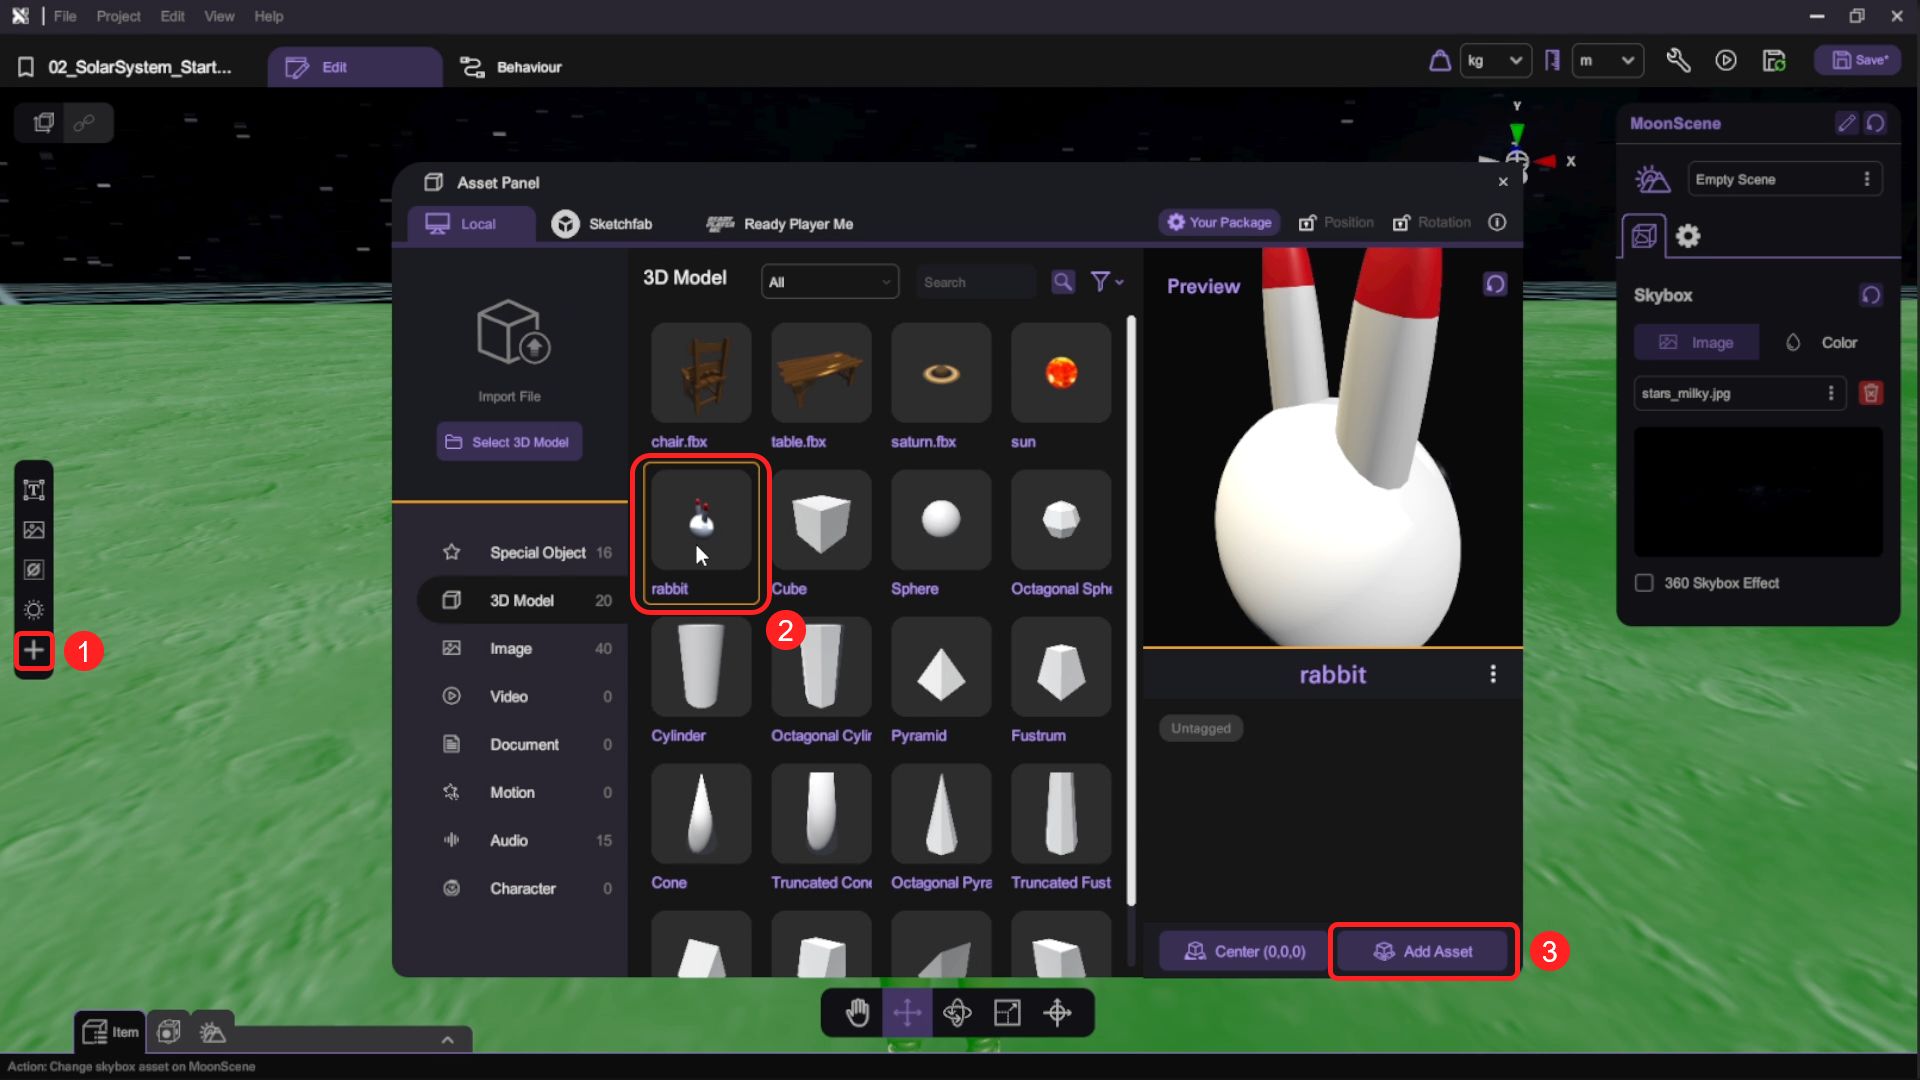 File Project Edit View Help
02_SolarSystem_Start... Edit Behaviour kg m Save*
Y
X
MoonScene
Empty Scene
Asset Panel
Local Sketchfab Ready Player Me Your Package Position Rotation
3D Model All Search
Preview
Skybox
Image Color
stars_milky.jpg
360 Skybox Effect
Import File
Select 3D Model
chair.fbx table.fbx saturn.fbx sun
rabbit Cube Sphere Octagonal Sphe
Cylinder Octagonal Cylir Pyramid Fustrum
Cone Truncated Cone Octagonal Pyra Truncated Fust
Special Object 16
3D Model 20
Image 40
Video 0
Document 0
Motion 0
Audio 15
Character 0
1
2
rabbit
Untagged
Center (0,0,0) Add Asset
3
Item
Action: Change skybox asset on MoonScene